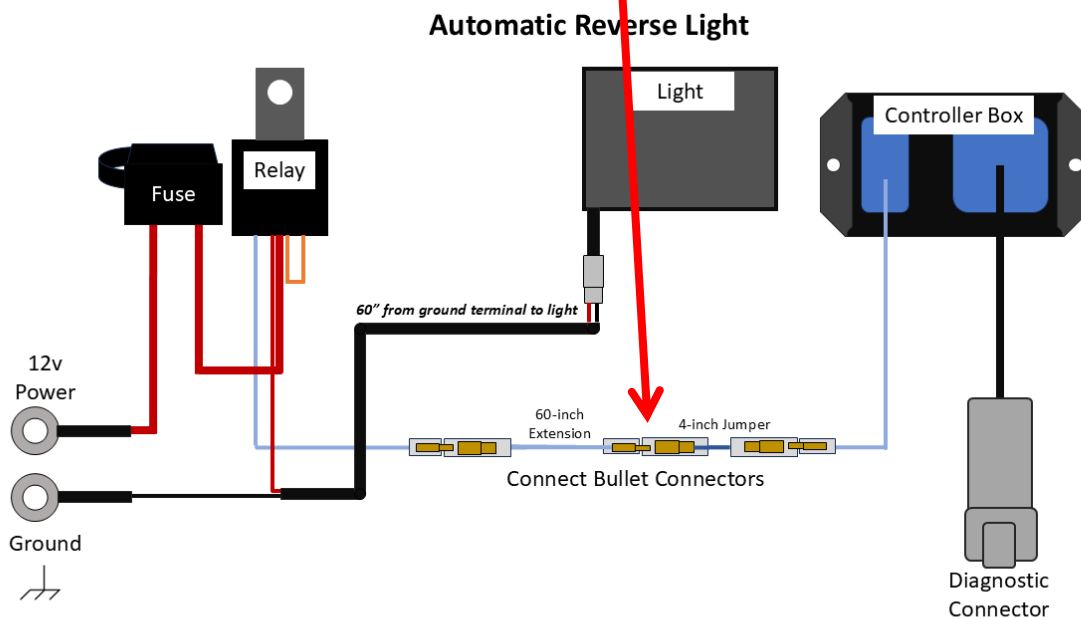 Automatic Reverse Light
Light
Controller Box
Relay
Fuse
60” from ground terminal to light
12v
Power
60-inch
Extension
4-inch Jumper
Connect Bullet Connectors
Ground
Diagnostic
Connector